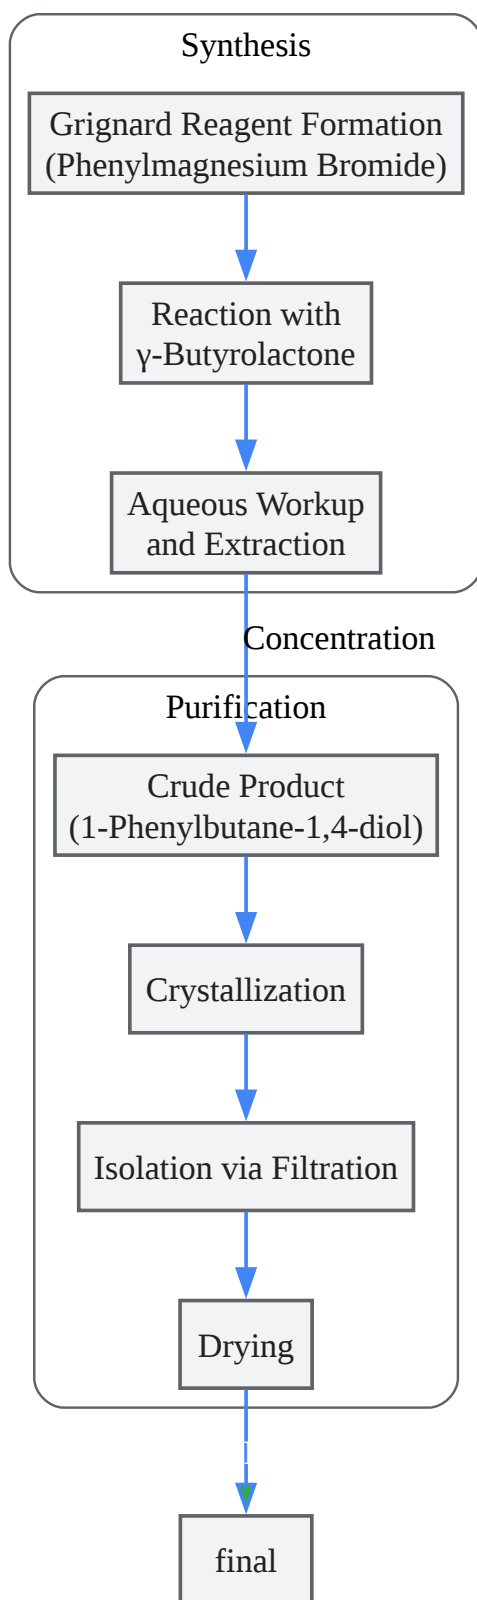 Synthesis
Grignard Reagent Formation
(Phenylmagnesium Bromide)
Reaction with
γ-Butyrolactone
Aqueous Workup
and Extraction
Concentration
Purification
Crude Product
(1-Phenylbutane-1,4-diol)
Crystallization
Isolation via Filtration
Drying
final